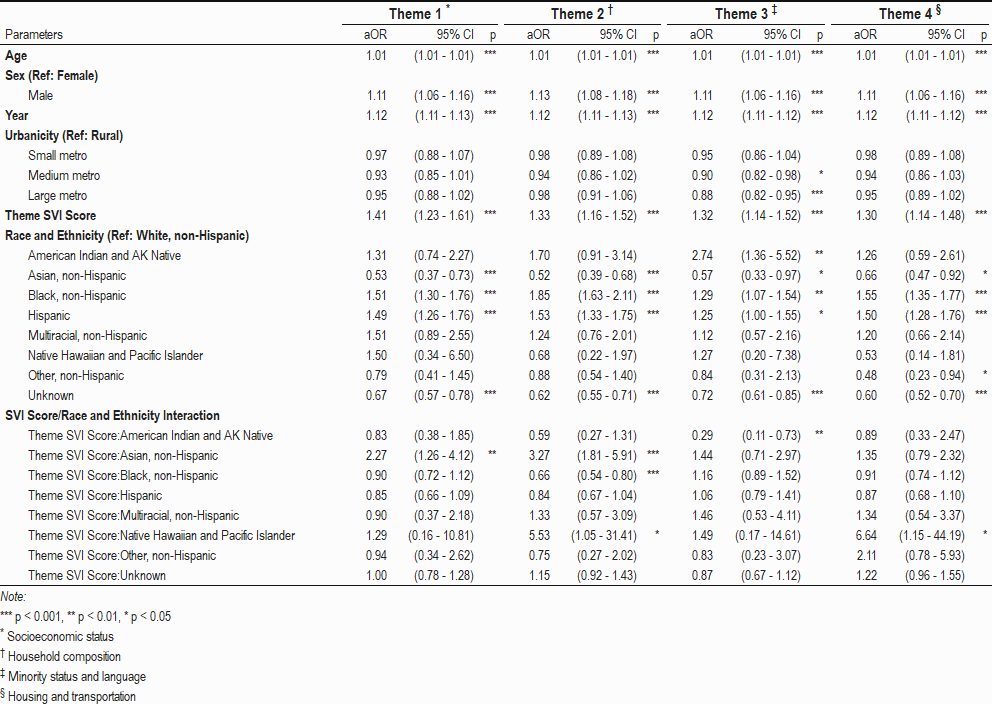 Theme 1 * Theme 2 † Theme 3 ‡ Theme 4 §
Parameters aOR 95% CI p aOR 95% CI p aOR 95% CI p aOR 95% CI p
Age 1.01 (1.01 - 1.01) *** 1.01 (1.01 - 1.01) *** 1.01 (1.01 - 1.01) *** 1.01 (1.01 - 1.01) ***
Sex (Ref: Female)
Male 1.11 (1.06 - 1.16) *** 1.13 (1.08 - 1.18) *** 1.11 (1.06 - 1.16) *** 1.11 (1.06 - 1.16) ***
Year 1.12 (1.11 - 1.13) *** 1.12 (1.11 - 1.13) *** 1.12 (1.11 - 1.12) *** 1.12 (1.11 - 1.12) ***
Urbanicity (Ref: Rural)
Small metro 0.97 (0.88 - 1.07) 0.98 (0.89 - 1.08) 0.95 (0.86 - 1.04) 0.98 (0.89 - 1.08)
Medium metro 0.93 (0.85 - 1.01) 0.94 (0.86 - 1.02) 0.90 (0.82 - 0.98) * 0.94 (0.86 - 1.03)
Large metro 0.95 (0.88 - 1.02) 0.98 (0.91 - 1.06) 0.88 (0.82 - 0.95) *** 0.95 (0.89 - 1.02)
Theme SVI Score 1.41 (1.23 - 1.61) *** 1.33 (1.16 - 1.52) *** 1.32 (1.14 - 1.52) *** 1.30 (1.14 - 1.48) ***
Race and Ethnicity (Ref: White, non-Hispanic)
American Indian and AK Native 1.31 (0.74 - 2.27) 1.70 (0.91 - 3.14) 2.74 (1.36 - 5.52) ** 1.26 (0.59 - 2.61)
Asian, non-Hispanic 0.53 (0.37 - 0.73) *** 0.52 (0.39 - 0.68) *** 0.57 (0.33 - 0.97) * 0.66 (0.47 - 0.92) *
Black, non-Hispanic 1.51 (1.30 - 1.76) *** 1.85 (1.63 - 2.11) *** 1.29 (1.07 - 1.54) ** 1.55 (1.35 - 1.77) ***
Hispanic 1.49 (1.26 - 1.76) *** 1.53 (1.33 - 1.75) *** 1.25 (1.00 - 1.55) * 1.50 (1.28 - 1.76) ***
Multiracial, non-Hispanic 1.51 (0.89 - 2.55) 1.24 (0.76 - 2.01) 1.12 (0.57 - 2.16) 1.20 (0.66 - 2.14)
Native Hawaiian and Pacific Islander 1.50 (0.34 - 6.50) 0.68 (0.22 - 1.97) 1.27 (0.20 - 7.38) 0.53 (0.14 - 1.81)
Other, non-Hispanic 0.79 (0.41 - 1.45) 0.88 (0.54 - 1.40) 0.84 (0.31 - 2.13) 0.48 (0.23 - 0.94) *
Unknown 0.67 (0.57 - 0.78) *** 0.62 (0.55 - 0.71) *** 0.72 (0.61 - 0.85) *** 0.60 (0.52 - 0.70) ***
SVI Score/Race and Ethnicity Interaction
Theme SVI Score:American Indian and AK Native 0.83 (0.38 - 1.85) 0.59 (0.27 - 1.31) 0.29 (0.11 - 0.73) ** 0.89 (0.33 - 2.47)
Theme SVI Score:Asian, non-Hispanic 2.27 (1.26 - 4.12) ** 3.27 (1.81 - 5.91) *** 1.44 (0.71 - 2.97) 1.35 (0.79 - 2.32)
Theme SVI Score:Black, non-Hispanic 0.90 (0.72 - 1.12) 0.66 (0.54 - 0.80) *** 1.16 (0.89 - 1.52) 0.91 (0.74 - 1.12)
Theme SVI Score:Hispanic 0.85 (0.66 - 1.09) 0.84 (0.67 - 1.04) 1.06 (0.79 - 1.41) 0.87 (0.68 - 1.10)
Theme SVI Score:Multiracial, non-Hispanic 0.90 (0.37 - 2.18) 1.33 (0.57 - 3.09) 1.46 (0.53 - 4.11) 1.34 (0.54 - 3.37)
Theme SVI Score:Native Hawaiian and Pacific Islander 1.29 (0.16 - 10.81) 5.53 (1.05 - 31.41) * 1.49 (0.17 - 14.61) 6.64 (1.15 - 44.19) *
Theme SVI Score:Other, non-Hispanic 0.94 (0.34 - 2.62) 0.75 (0.27 - 2.02) 0.83 (0.23 - 3.07) 2.11 (0.78 - 5.93)
Theme SVI Score:Unknown 1.00 (0.78 - 1.28) 1.15 (0.92 - 1.43) 0.87 (0.67 - 1.12) 1.22 (0.96 - 1.55)
Note:
*** p < 0.001, ** p < 0.01, * p < 0.05
* Socioeconomic status
† Household composition
‡ Minority status and language
§ Housing and transportation